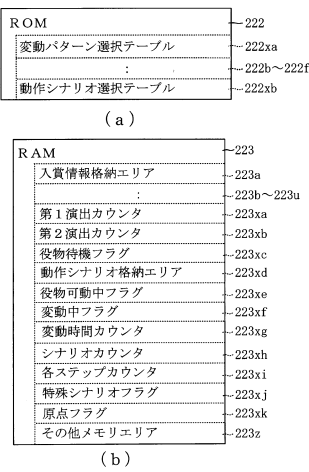 ROM 222
変動パターン選択テーブル 222xa
: 222b～222f
動作シナリオ選択テーブル 222xb
(a)
RAM 223
入賞情報格納エリア 223a
: 223b～223u
第1演出カウンタ 223xa
第2演出カウンタ 223xb
役物待機フラグ 223xc
動作シナリオ格納エリア 223xd
役物可動中フラグ 223xe
変動中フラグ 223xf
変動時間カウンタ 223xg
シナリオカウンタ 223xh
各ステップカウンタ 223xi
特殊シナリオフラグ 223xj
原点フラグ 223xk
その他メモリエリア 223z
(b)